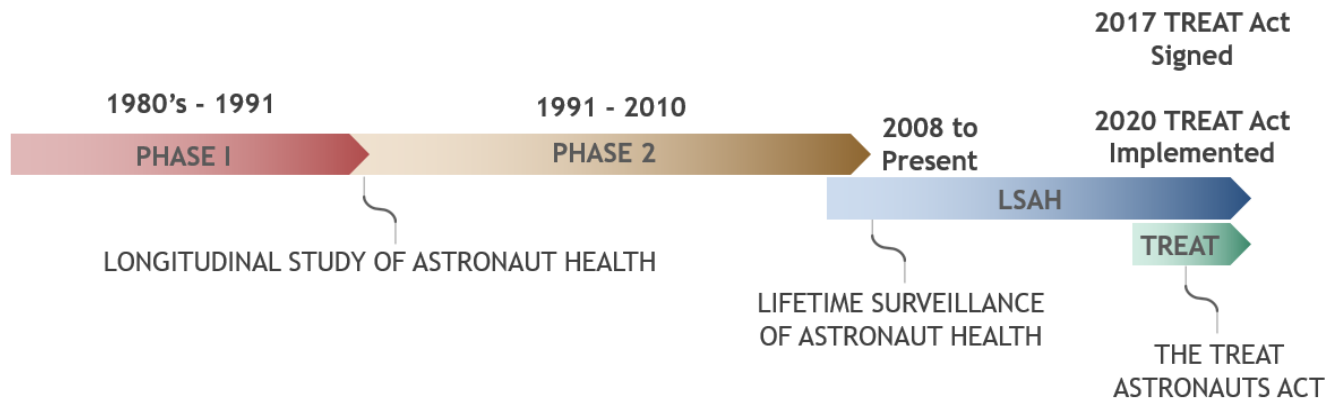 2017 TREAT Act
Signed
1980's - 1991
1991 - 2010
2008 to
Present
2020 TREAT Act
Implemented
PHASE I
PHASE 2
LSAH
TREAT
LONGITUDINAL STUDY OF ASTRONAUT HEALTH
LIFETIME SURVEILLANCE
OF ASTRONAUT HEALTH
THE TREAT
ASTRONAUTS ACT